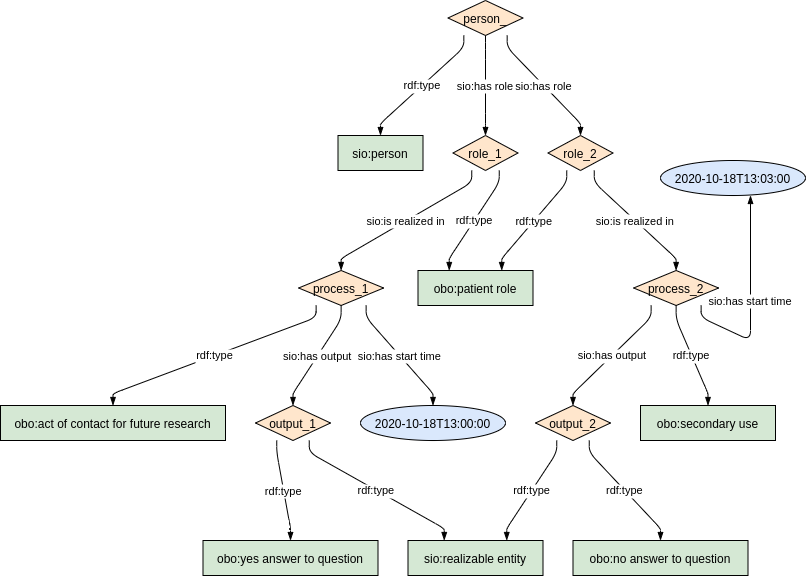 person_
rdf:type
sio:has role
sio:has role
sio:person
role_1
role_2
2020-10-18T13:03:00
sio:is realized in
rdf:type
rdf:type
sio:is realized in
process_1
obo:patient role
process_2
sio:has start time
rdf:type
sio:has output
sio:has start time
sio:has output
rdf:type
obo:act of contact for future research
output_1
2020-10-18T13:00:00
output_2
obo:secondary use
rdf:type
rdf:type
rdf:type
rdf:type
obo:yes answer to question
sio:realizable entity
obo:no answer to question